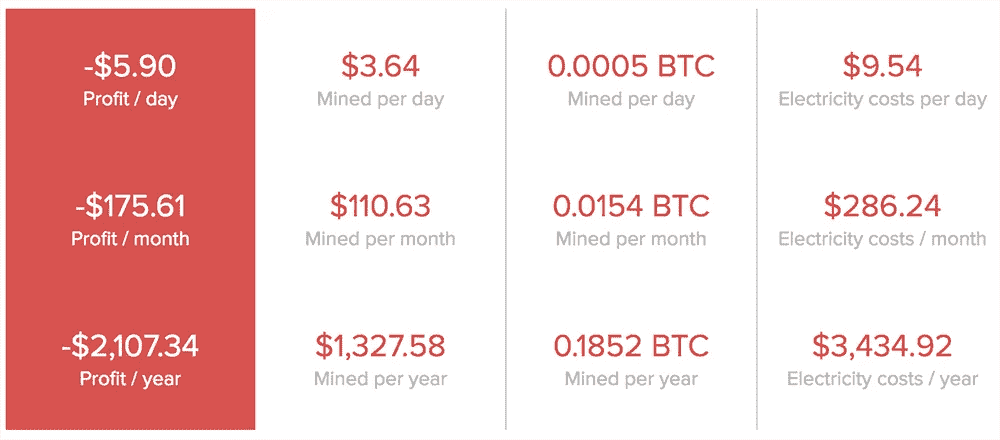 -$5.90
Profit / day
$3.64
Mined per day
0.0005 BTC
Mined per day
$9.54
Electricity costs per day
-$175.61
Profit / month
$110.63
Mined per month
0.0154 BTC
Mined per month
$286.24
Electricity costs / month
-$2,107.34
Profit / year
$1,327.58
Mined per year
0.1852 BTC
Mined per year
$3,434.92
Electricity costs / year